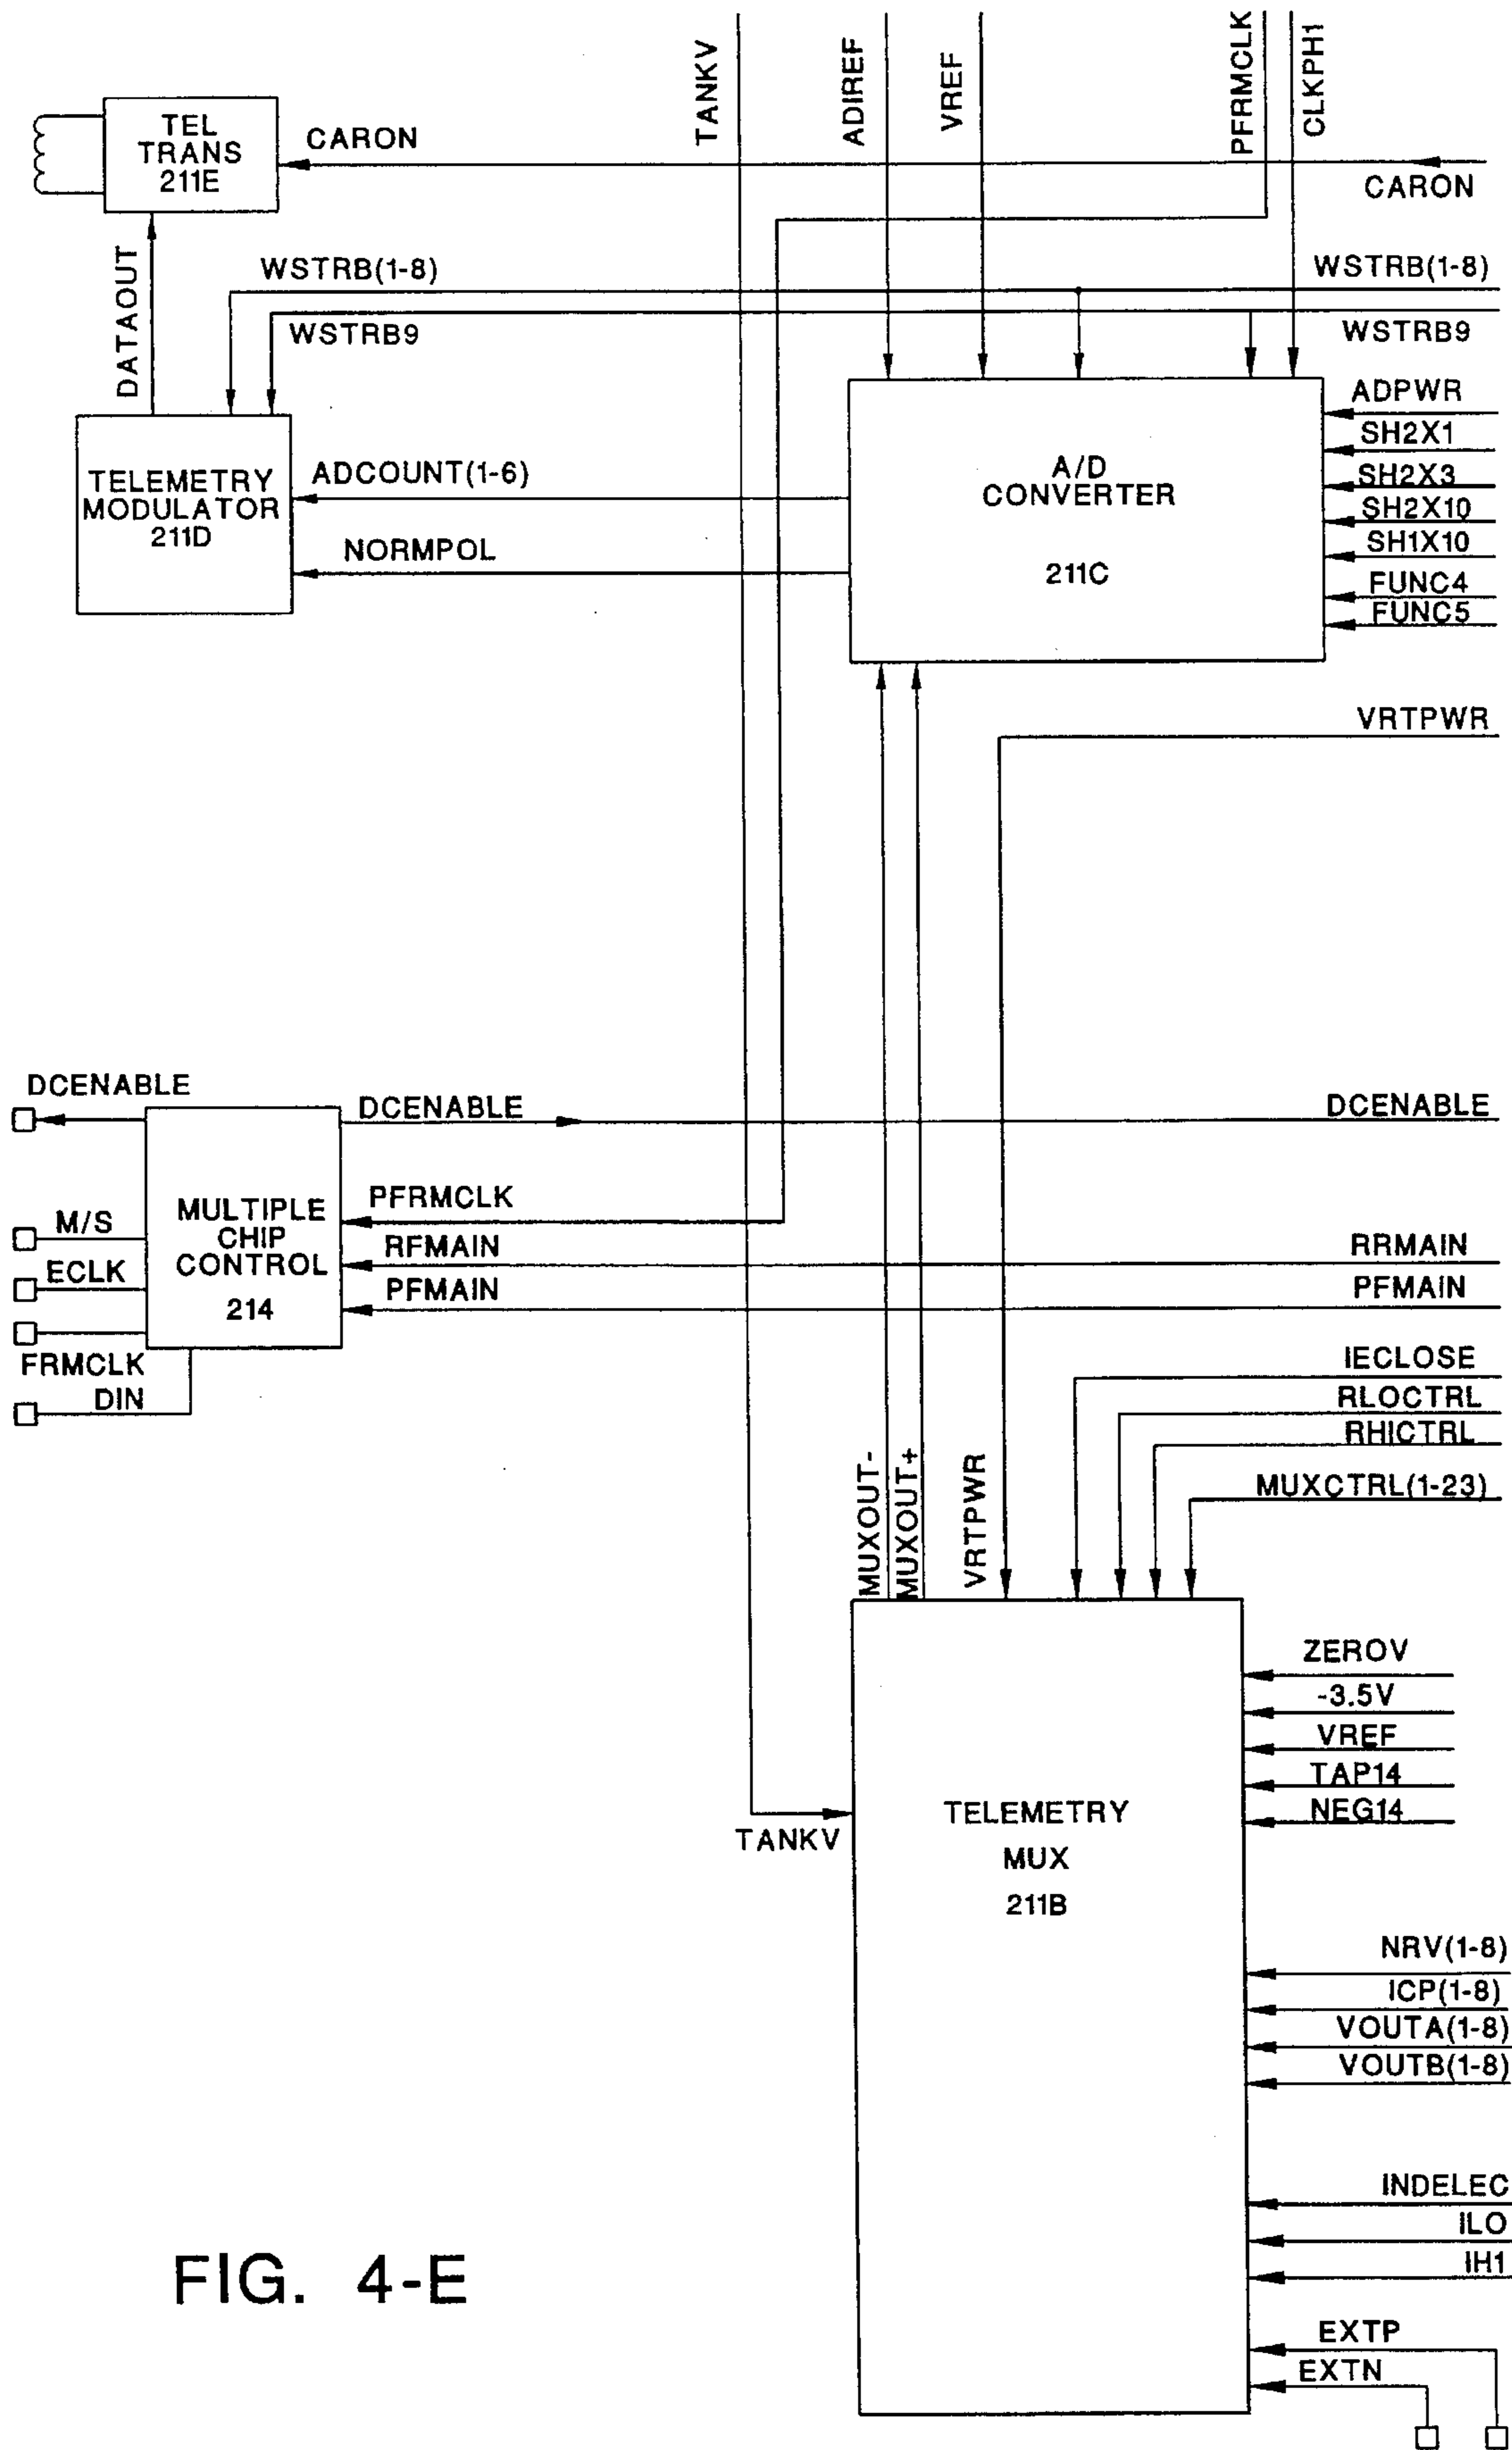 TANKV
ADIREF
VREF
PFRMCLK
CLKPH1
TEL
TRANS
211E
CARON
CARON
DATAOUT
WSTRB(1-8)
WSTRB(1-8)
WSTRB9
WSTRB9
TELEMETRY
MODULATOR
211D
ADCOUNT(1-6)
NORMPOL
A/D
CONVERTER
211C
ADPWR
SH2X1
SH2X3
SH2X10
SH1X10
FUNC4
FUNC5
VRTPWR
DCENABLE
DCENABLE
DCENABLE
M/S
ECLK
FRMCLK
DIN
MULTIPLE
CHIP
CONTROL
214
PFRMCLK
RFMAIN
RRMAIN
PFMAIN
PFMAIN
IECLOSE
RLOCTRL
RHICTRL
MUXCTRL(1-23)
MUXOUT-
MUXOUT+
VRTPWR
TANKV
TELEMETRY
MUX
211B
ZEROV
-3.5V
VREF
TAP14
NEG14
NRV(1-8)
ICP(1-8)
VOUTA(1-8)
VOUTB(1-8)
INDELEC
ILO
IH1
EXTP
EXTN
FIG. 4-E